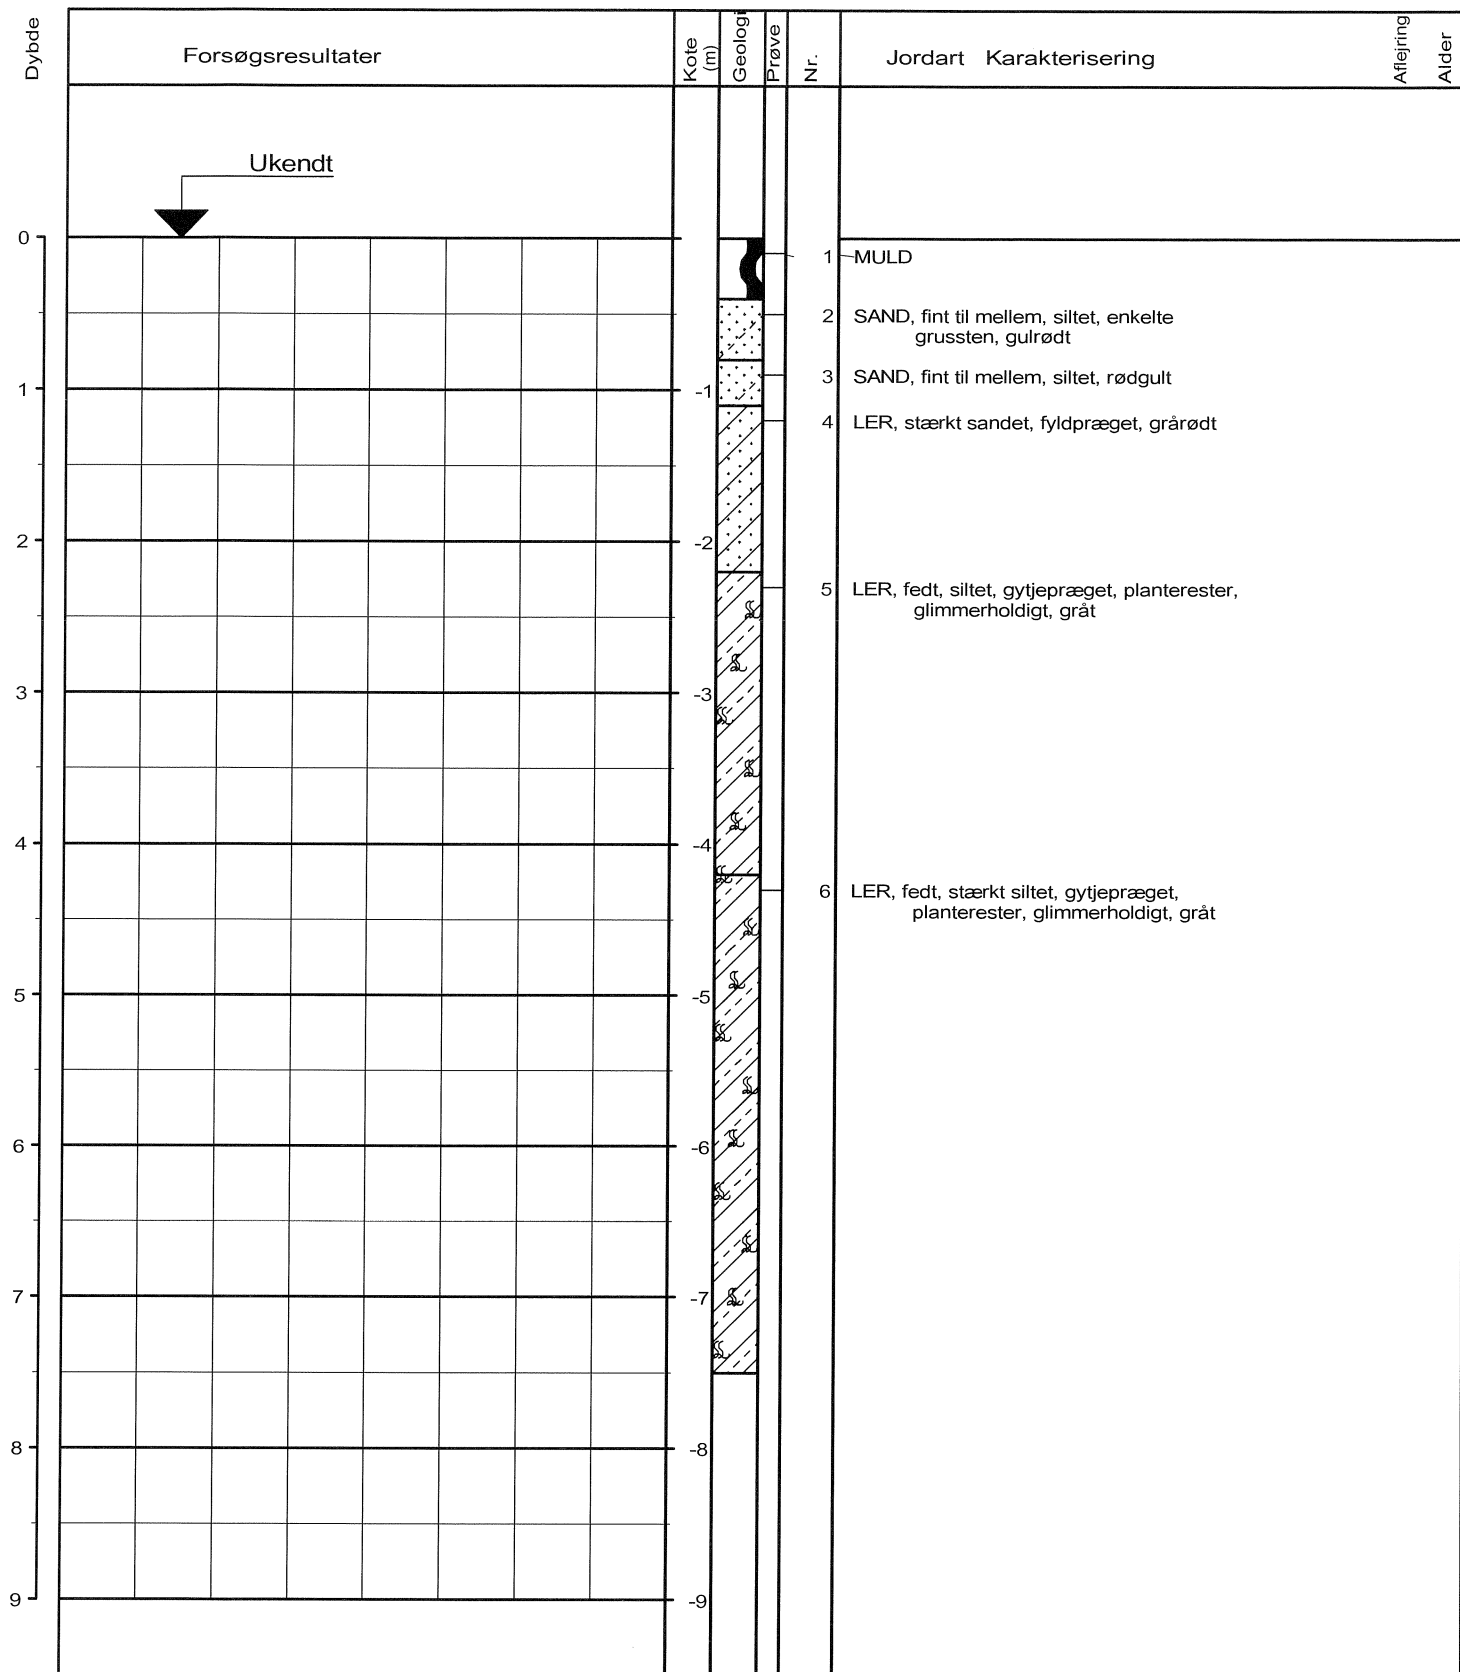 Dybde
Forsøgsresultater
Kote
(m)
Geologi
Prøve
Nr.
Jordart Karakterisering
Aflejring
Alder
Ukendt
0
1 MULD
2 SAND, fint til mellem, siltet, enkelte
grussten, gulrødt
3 SAND, fint til mellem, siltet, rødgult
1
-1
4 LER, stærkt sandet, fyldpræget, grårødt
2
-2
5 LER, fedt, siltet, gytjepræget, planterester,
glimmerholdigt, gråt
3
-3
4
-4
6 LER, fedt, stærkt siltet, gytjepræget,
planterester, glimmerholdigt, gråt
5
-5
6
-6
7
-7
8
-8
9
-9